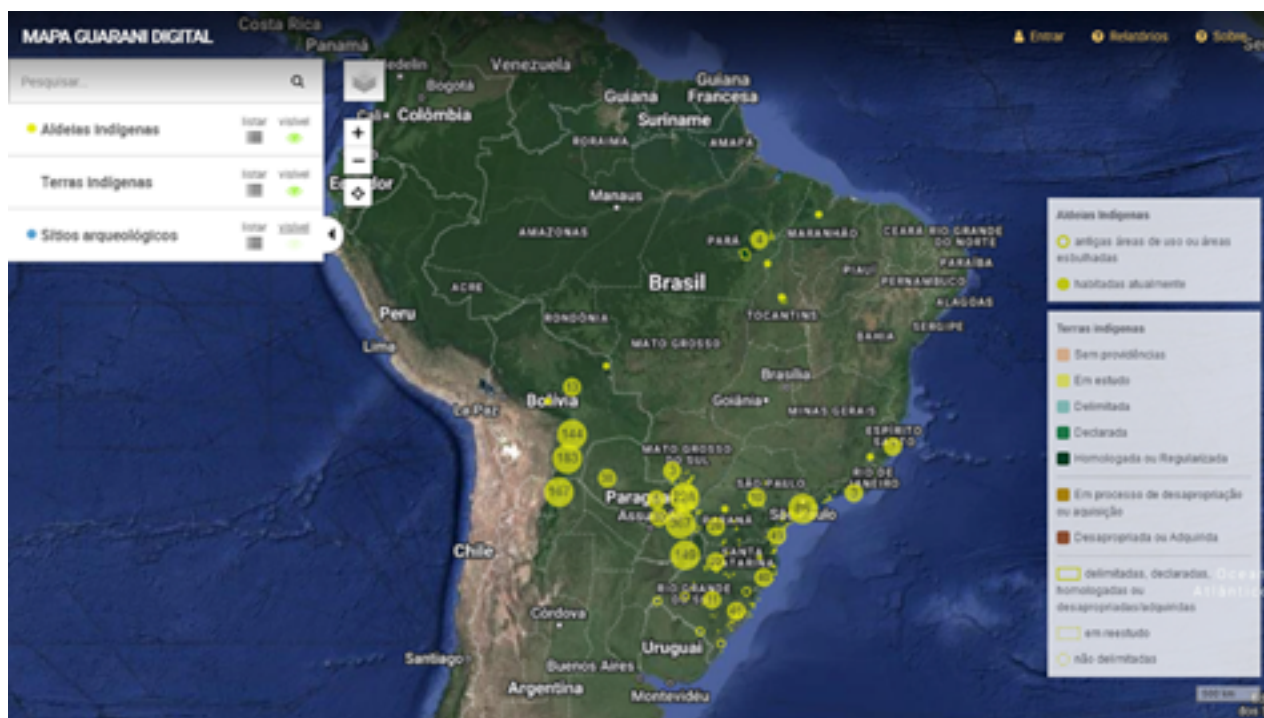 MAPA GUARANI DIGITAL
Entrar
Relatórios
Sobre
Pesquisar...
Aldeias indígenas
listar visível
Terras indígenas
listar visível
Sítios arqueológicos
listar visível
+
−
Costa Rica
Panamá
Venezuela
Bogotá
Colômbia
Guiana
Guiana
Francesa
Suriname
RORAIMA
AMAPÁ
Manaus
AMAZONAS
PARÁ
4
MARANHÃO
CEARÁ
RIO GRANDE
DO NORTE
PARAÍBA
PIAUÍ
PERNAMBUCO
ALAGOAS
SERGIPE
Brasil
ACRE
RONDÔNIA
TOCANTINS
BAHIA
MATO GROSSO
Peru
Lima
Brasília
Goiânia
MINAS GERAIS
Bolívia
La Paz
13
144
183
167
ESPÍRITO
SANTO
MATO GROSSO
DO SUL
RIO DE
JANEIRO
SÃO PAULO
PARANÁ
SANTA
CATARINA
149
Chile
Córdova
Uruguai
Santiago
Buenos Aires
Argentina
Montevidéu
Aldeias Indígenas
antigas áreas de uso ou áreas
esbulhadas
habitadas atualmente
Terras indígenas
Sem providências
Em estudo
Delimitada
Declarada
Homologada ou Regularizada
Em processo de desapropriação
ou aquisição
Desapropriada ou Adquirida
delimitadas, declaradas,
homologadas ou
desapropriadas/adquiridas
em reestudo
não delimitadas
500 km